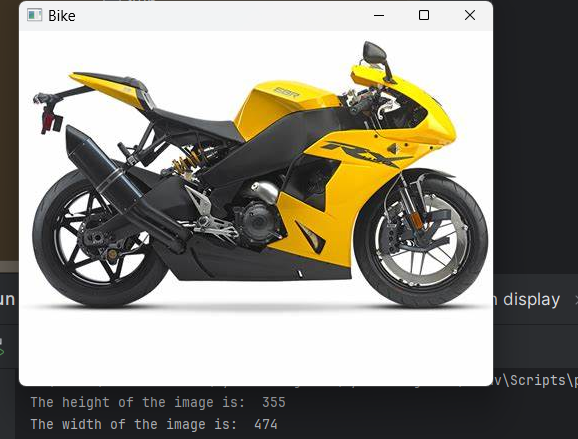 Bike
EBR
RX
un
n display
v\Scripts\p
The height of the image is:  355
The width of the image is:  474